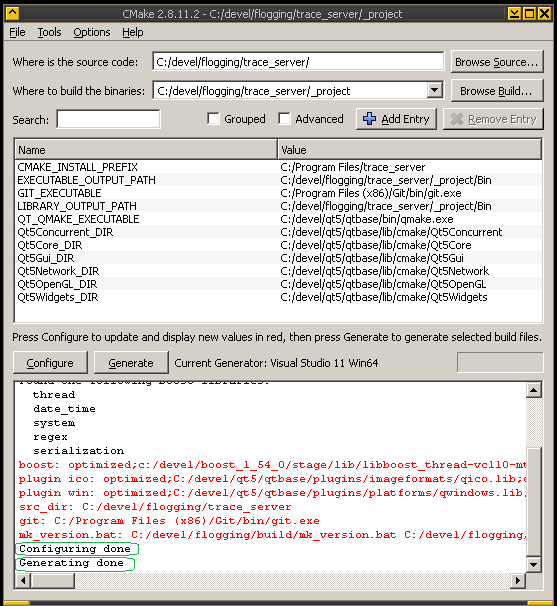 CMake 2.8.11.2 - C:/devel/flogging/trace_server/_project
File Tools Options Help
Where is the source code: C:/devel/flogging/trace_server/ Browse Source...
Where to build the binaries: C:/devel/flogging/trace_server/_project Browse Build...
Search: Grouped Advanced Add Entry Remove Entry
Name Value
CMAKE_INSTALL_PREFIX C:/Program Files/trace_server
EXECUTABLE_OUTPUT_PATH C:/devel/flogging/trace_server/_project/Bin
GIT_EXECUTABLE C:/Program Files (x86)/Git/bin/git.exe
LIBRARY_OUTPUT_PATH C:/devel/flogging/trace_server/_project/Bin
QT_QMAKE_EXECUTABLE C:/devel/qt5/qtbase/bin/qmake.exe
Qt5Concurrent_DIR C:/devel/qt5/qtbase/lib/cmake/Qt5Concurrent
Qt5Core_DIR C:/devel/qt5/qtbase/lib/cmake/Qt5Core
Qt5Gui_DIR C:/devel/qt5/qtbase/lib/cmake/Qt5Gui
Qt5Network_DIR C:/devel/qt5/qtbase/lib/cmake/Qt5Network
Qt5OpenGL_DIR C:/devel/qt5/qtbase/lib/cmake/Qt5OpenGL
Qt5Widgets_DIR C:/devel/qt5/qtbase/lib/cmake/Qt5Widgets
Press Configure to update and display new values in red, then press Generate to generate selected build files.
Configure Generate Current Generator: Visual Studio 11 Win64
Found the following Boost libraries:
thread
date_time
system
regex
serialization
boost: optimized;c:/devel/boost_1_54_0/stage/lib/libboost_thread-vc110-mt
plugin ico: optimized;C:/devel/qt5/qtbase/plugins/imageformats/qico.lib;d
plugin win: optimized;C:/devel/qt5/qtbase/plugins/platforms/qwindows.lib,
src_dir: C:/devel/flogging/trace_server
git: C:/Program Files (x86)/Git/bin/git.exe
mk_version.bat: C:/devel/flogging/build/mk_version.bat C:/devel/flogging/
Configuring done
Generating done